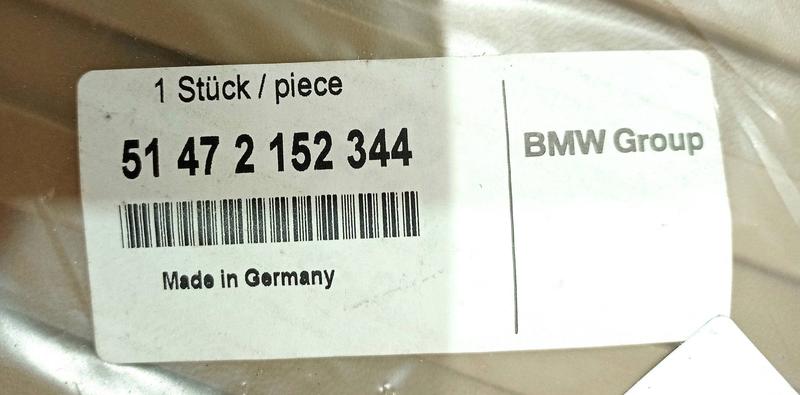 1 Stück / piece
51 47 2 152 344
Made in Germany
BMW Group